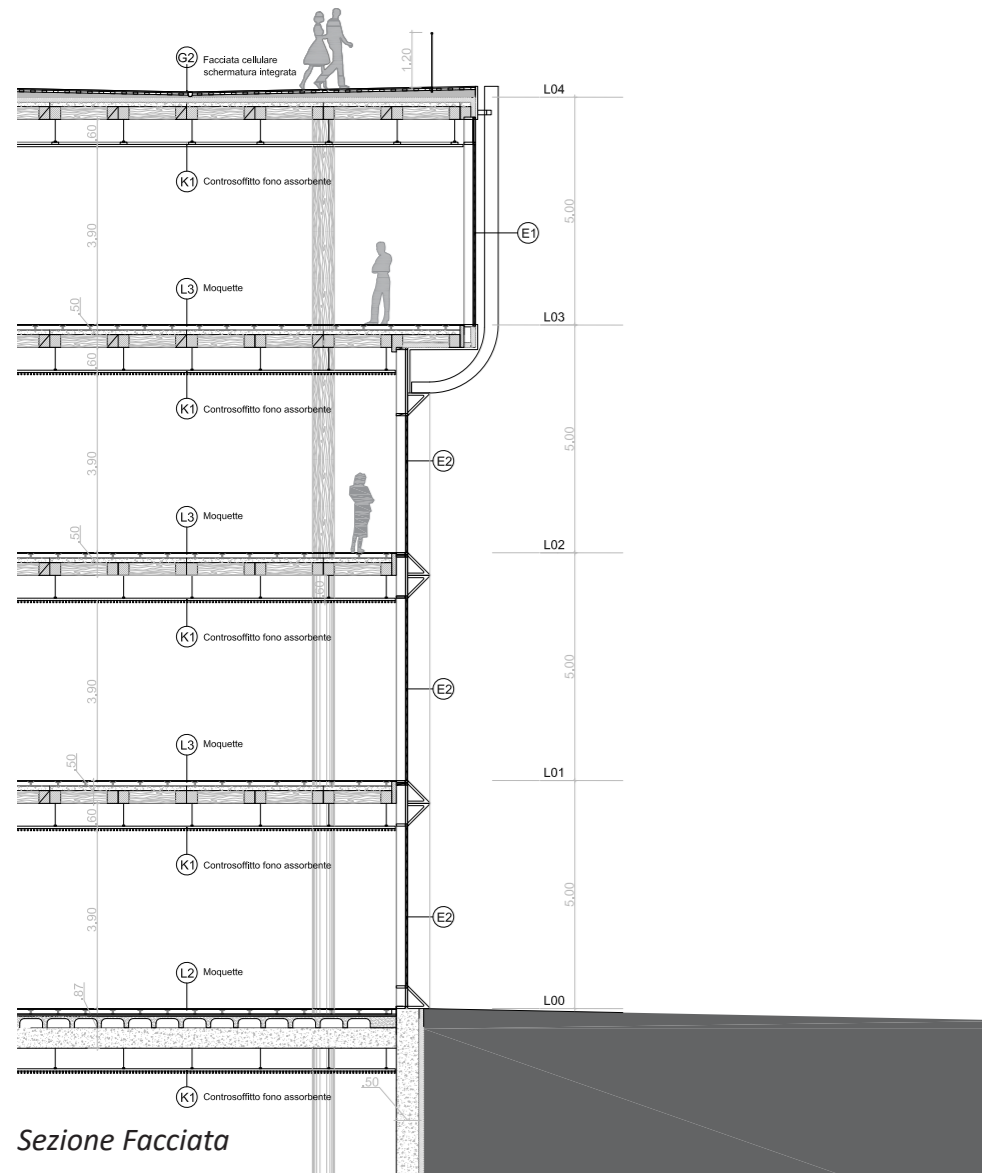 G2 Facciata cellulare
schermatura integrata
1.20
L04
.60
K1 Controsoffitto fono assorbente
5.00
3.90
E1
L3 Moquette
.50
L03
.60
K1 Controsoffitto fono assorbente
5.00
3.90
E2
L3 Moquette
.50
L02
.60
K1 Controsoffitto fono assorbente
5.00
3.90
E2
L3 Moquette
.50
L01
.60
K1 Controsoffitto fono assorbente
5.00
3.90
E2
L2 Moquette
.87
L00
.50
K1 Controsoffitto fono assorbente
Sezione Facciata